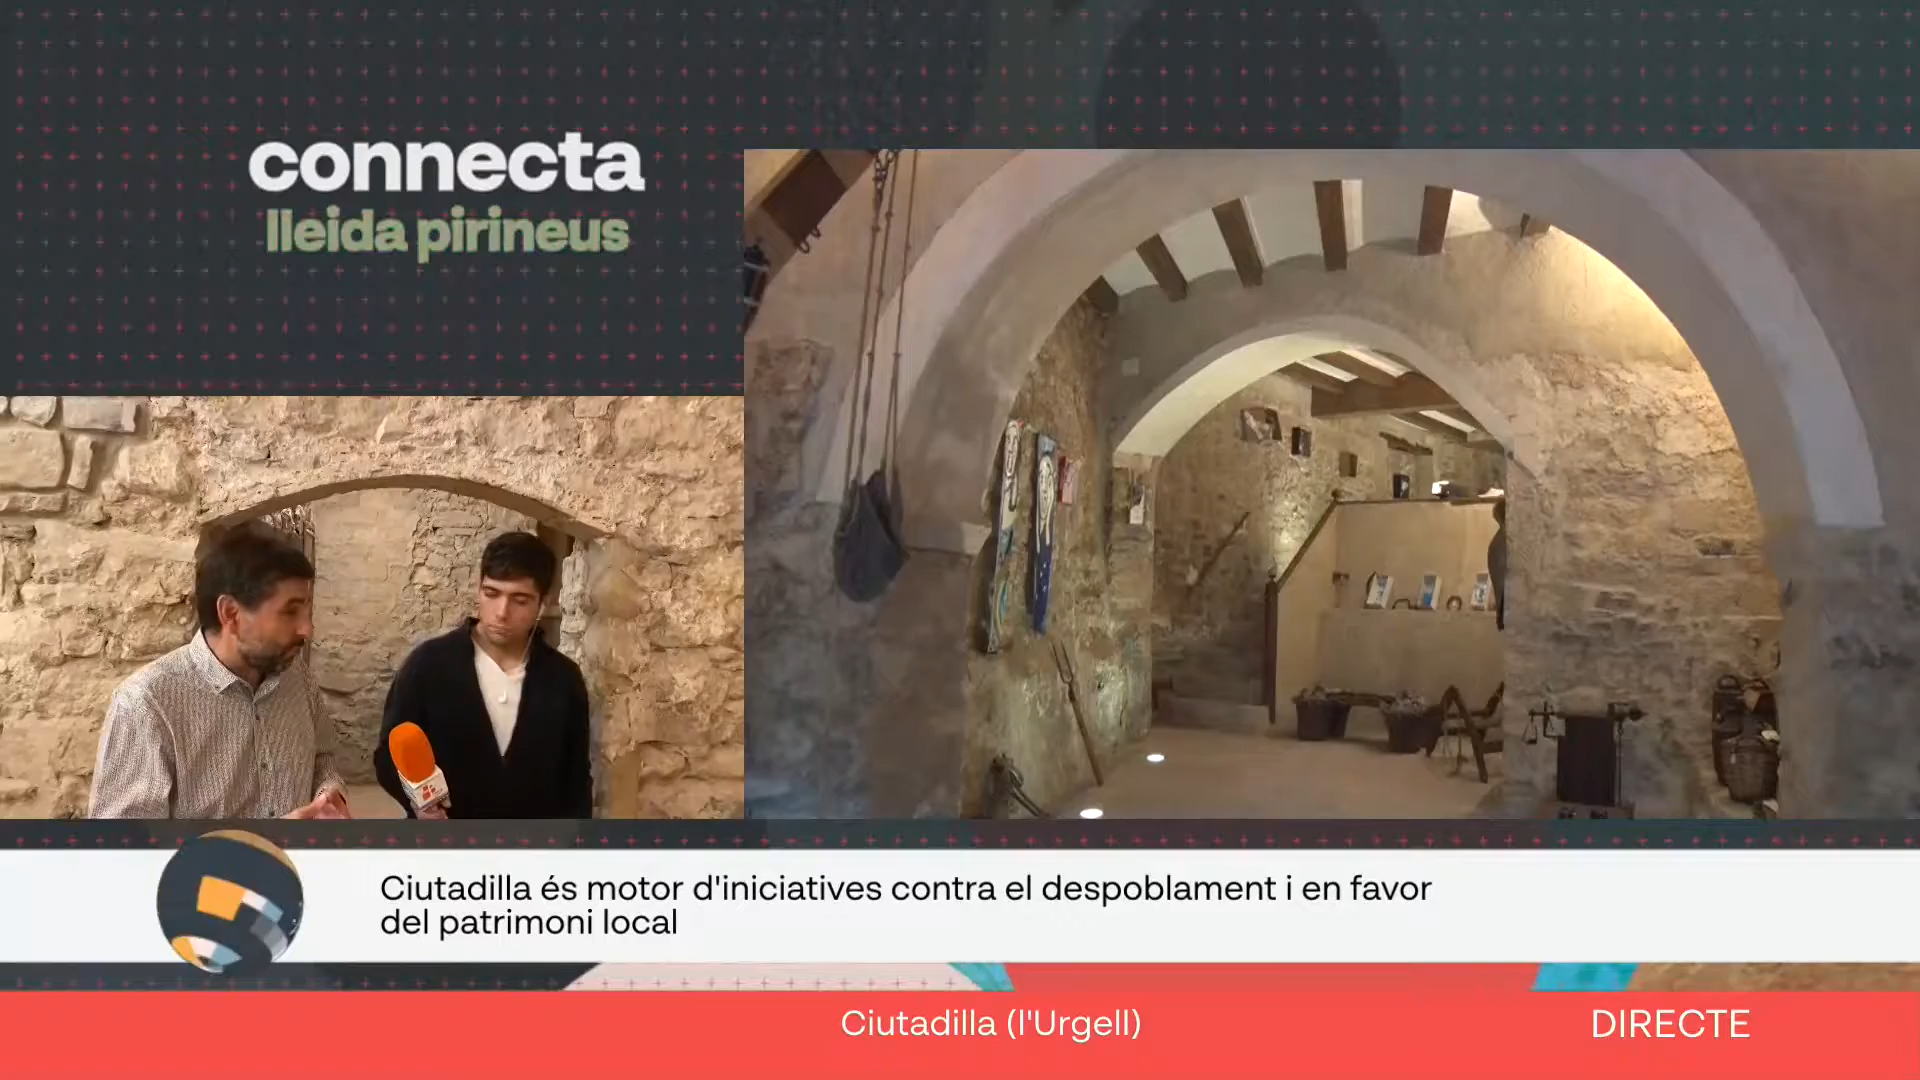 connecta
lleida pirineus
Ciutadilla és motor d'iniciatives contra el despoblament i en favor
del patrimoni local
Ciutadilla (l'Urgell)
DIRECTE